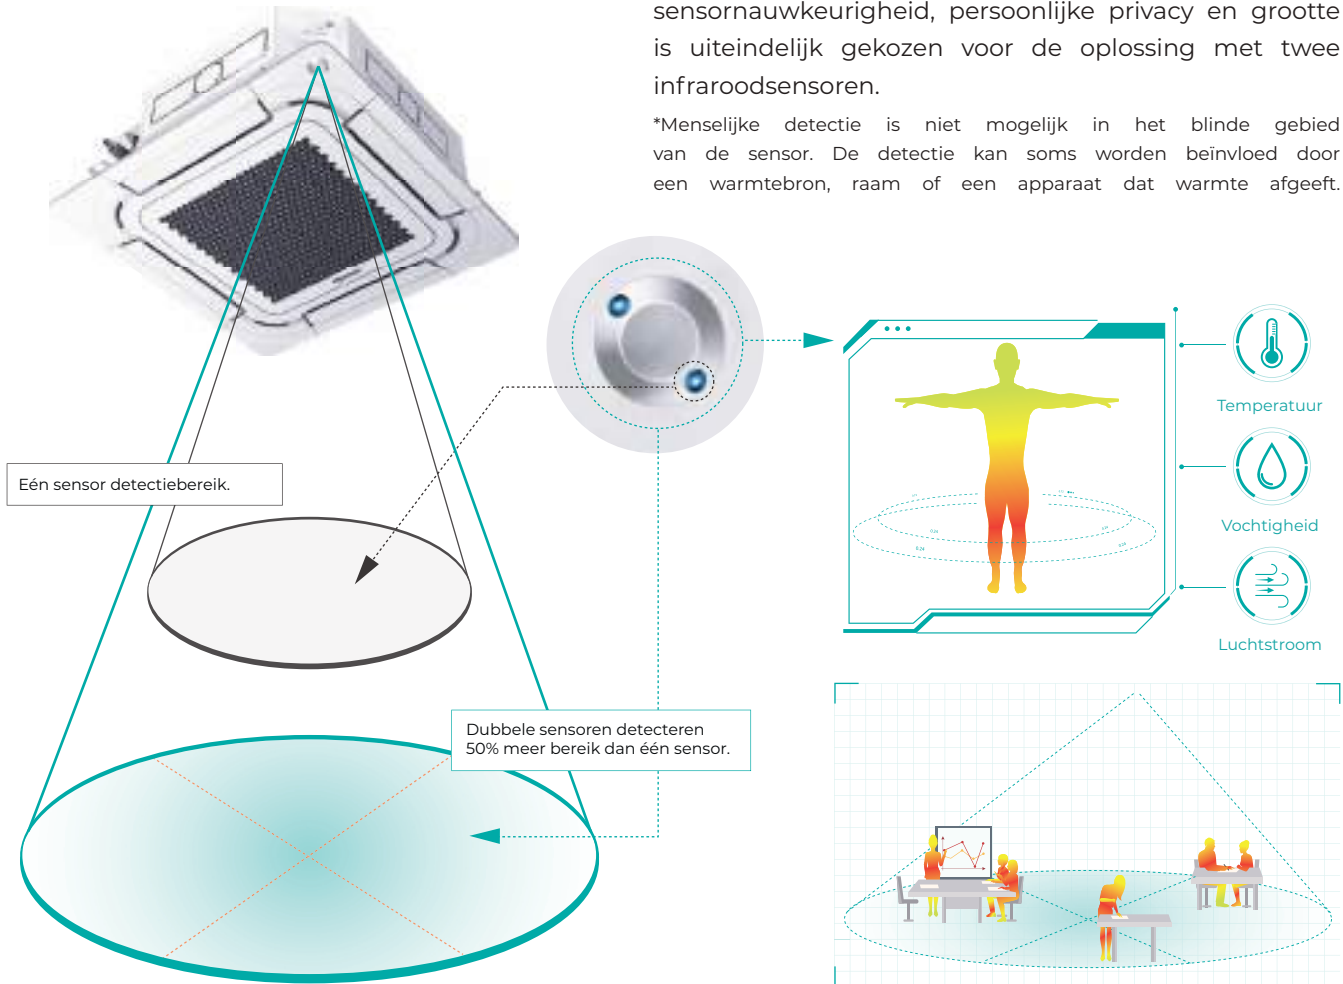 sensornauwkeurigheid, persoonlijke privacy en grootte
is uiteindelijk gekozen voor de oplossing met twee
infraroodsensoren.
*Menselijke detectie is niet mogelijk in het blinde gebied
van de sensor. De detectie kan soms worden beïnvloed door
een warmtebron, raam of een apparaat dat warmte afgeeft.
Temperatuur
Eén sensor detectiebereik.
Vochtigheid
Luchtstroom
Dubbele sensoren detecteren
50% meer bereik dan één sensor.